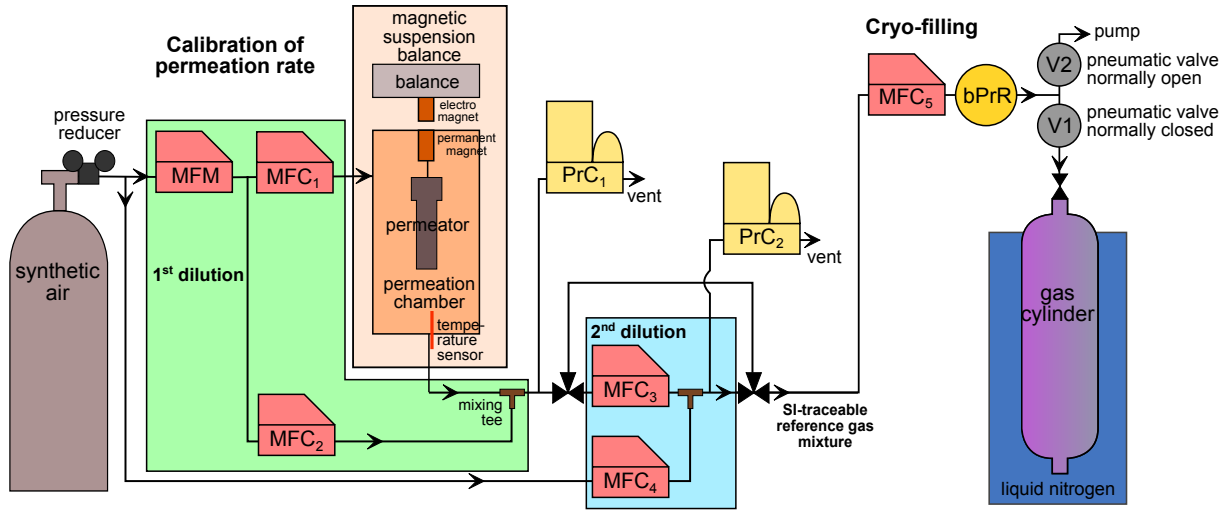 Calibration of
permeation rate
magnetic
suspension
balance
balance
electro
magnet
permanent
magnet
permeator
permeation
chamber
tempe-
rature
sensor
pressure
reducer
synthetic
air
MFM
MFC₁
1st dilution
MFC₂
mixing
tee
PrC₁
vent
PrC₂
vent
2nd dilution
MFC₃
MFC₄
SI-traceable
reference gas
mixture
Cryo-filling
MFC₅
bPrR
pump
V2
pneumatic valve
normally open
V1
pneumatic valve
normally closed
gas
cylinder
liquid nitrogen